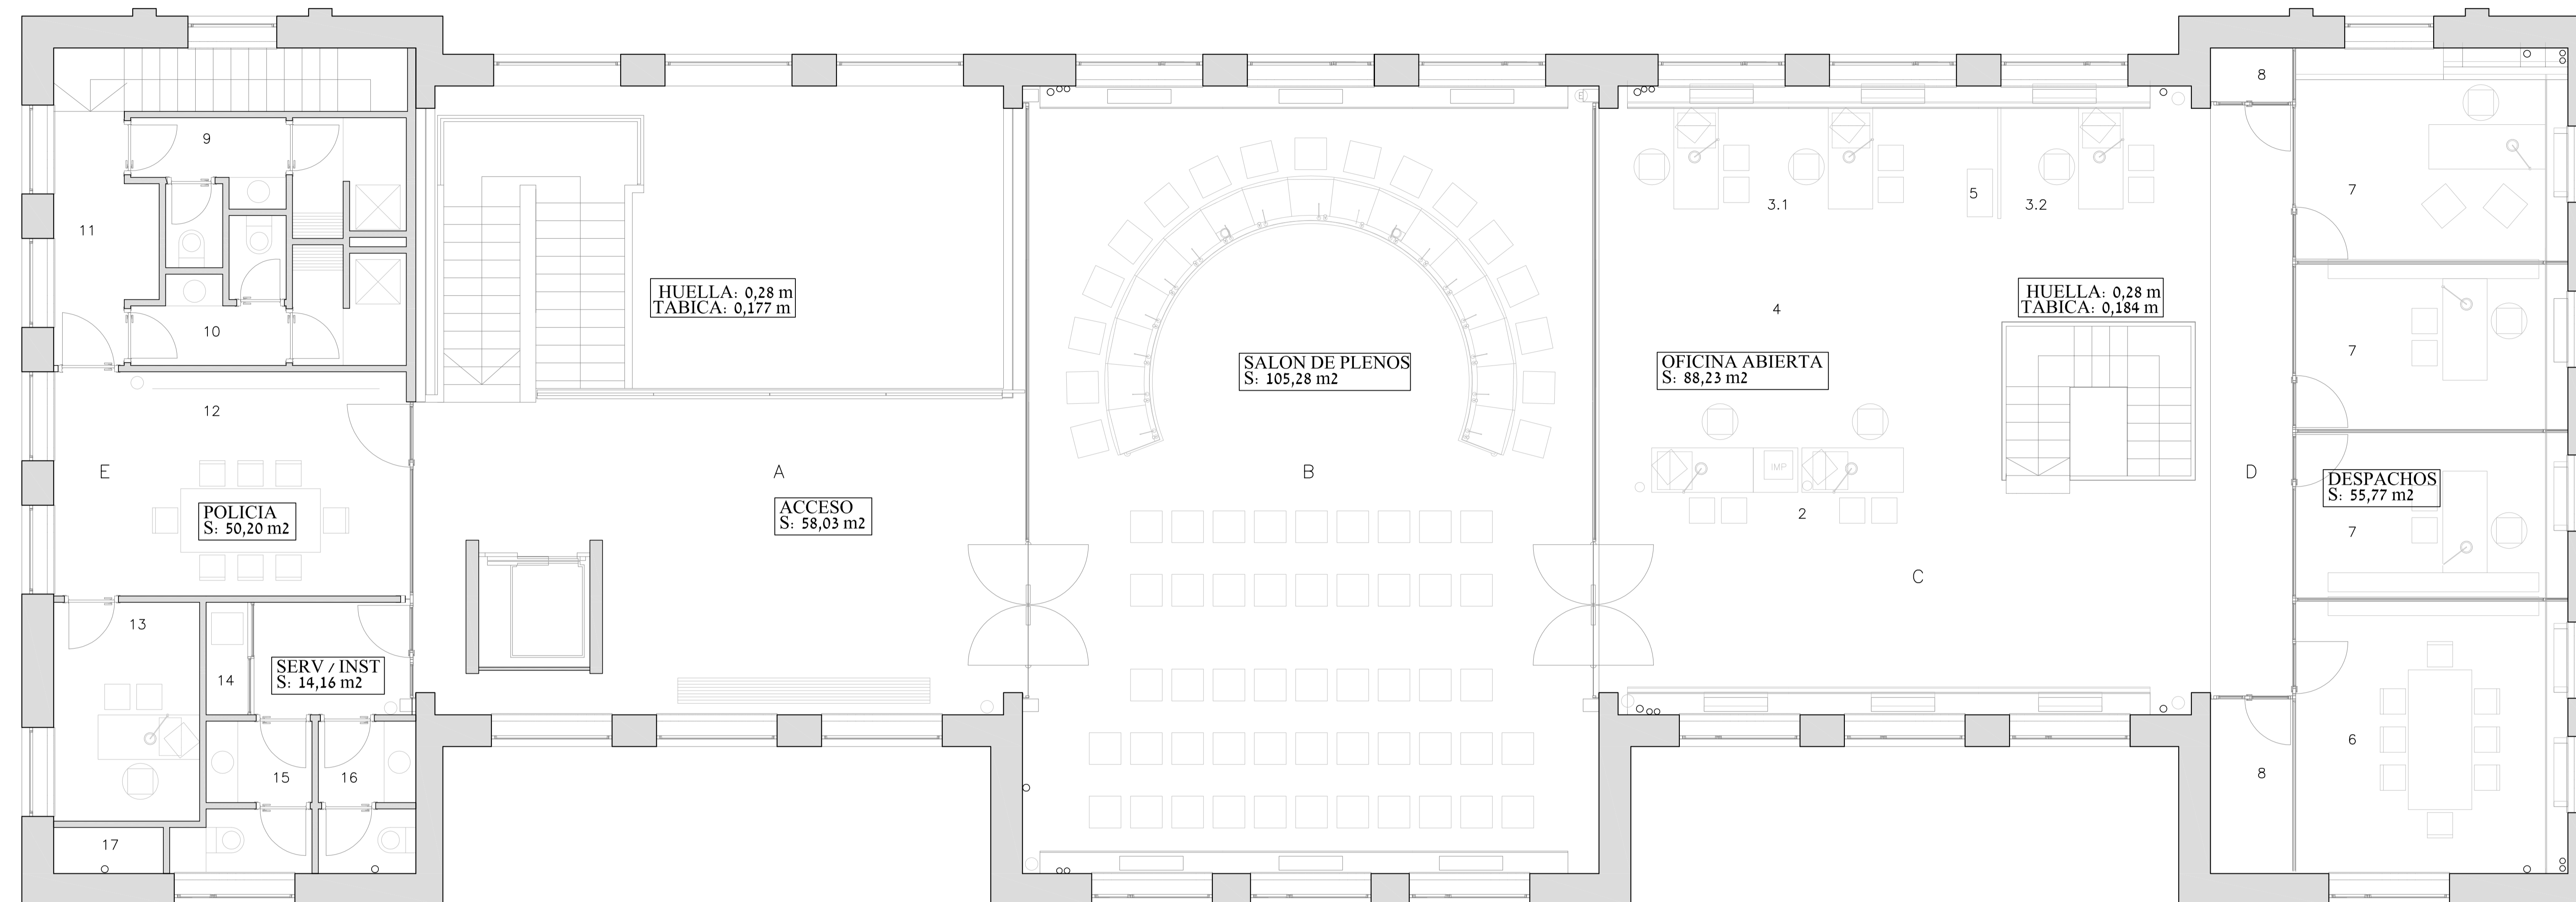 8
9
7
5
3.1
3.2
11
HUELLA: 0,28 m
TABICA: 0,177 m
HUELLA: 0,28 m
TABICA: 0,184 m
4
10
7
SALON DE PLENOS
S: 105,28 m2
OFICINA ABIERTA
S: 88,23 m2
12
E
A
B
IMP
D
DESPACHOS
S: 55,77 m2
POLICIA
S: 50,20 m2
ACCESO
S: 58,03 m2
2
7
C
13
SERV / INST
S: 14,16 m2
14
6
15
16
8
17